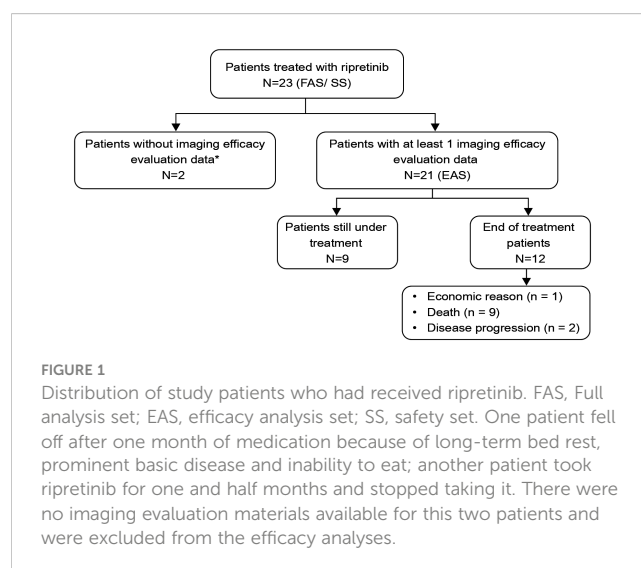 Patients treated with ripretinib
N=23 (FAS/ SS)
Patients without imaging efficacy
evaluation data*
N=2
Patients with at least 1 imaging efficacy
evaluation data
N=21 (EAS)
Patients still under
treatment
N=9
End of treatment
patients
N=12
• Economic reason (n = 1)
• Death (n = 9)
• Disease progression (n = 2)
FIGURE 1
Distribution of study patients who had received ripretinib. FAS, Full
analysis set; EAS, efficacy analysis set; SS, safety set. One patient fell
off after one month of medication because of long-term bed rest,
prominent basic disease and inability to eat; another patient took
ripretinib for one and half months and stopped taking it. There were
no imaging evaluation materials available for this two patients and
were excluded from the efficacy analyses.